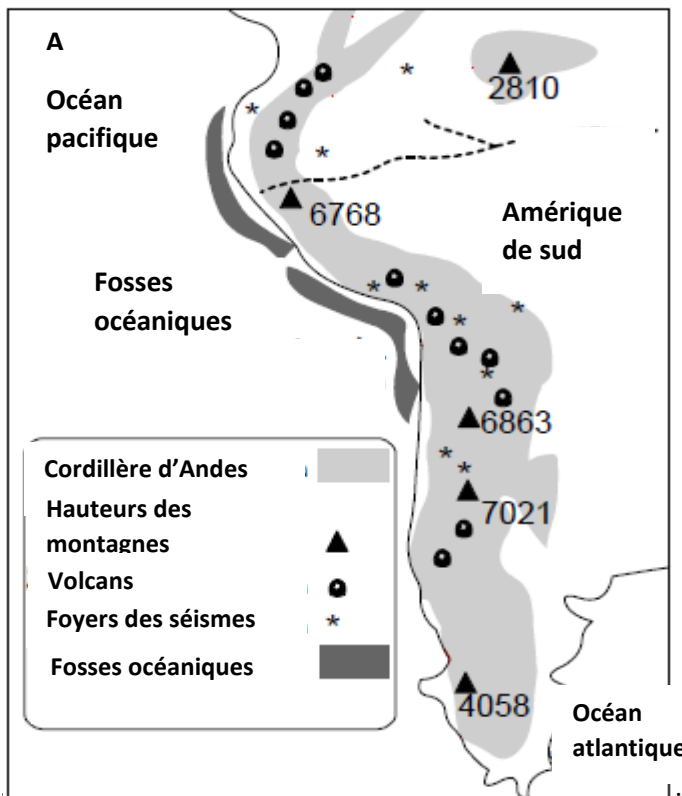 A
Océan
pacifique
2810
6768
Amérique
de sud
Fosses
océaniques
6863
7021
4058
Cordillère d’Andes
Hauteurs des
montagnes
Volcans
Foyers des séismes
*
Fosses océaniques
Océan
atlantique